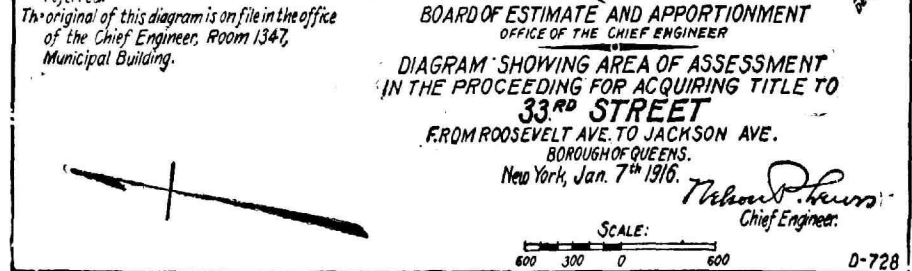 The original of this diagram is on file in the office
of the Chief Engineer, Room 1347,
Municipal Building.
BOARD OF ESTIMATE AND APPORTIONMENT
OFFICE OF THE CHIEF ENGINEER
DIAGRAM SHOWING AREA OF ASSESSMENT
IN THE PROCEEDING FOR ACQUIRING TITLE TO
33RD STREET
FROM ROOSEVELT AVE. TO JACKSON AVE.
BOROUGH OF QUEENS.
New York, Jan. 7th 1916.
Nelson P. Lewis
Chief Engineer.
SCALE:
600 300 0 600
D-728